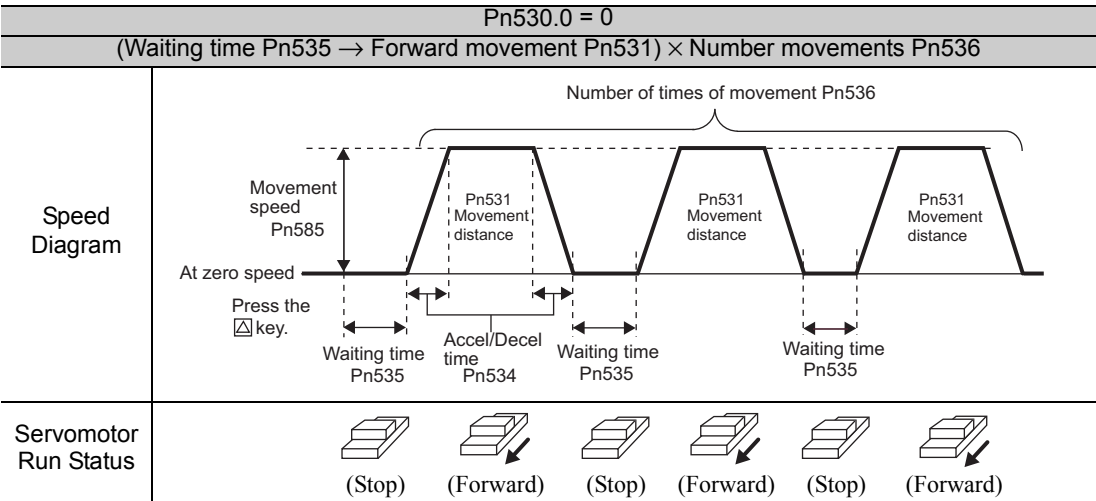 Pn530.0 = 0
(Waiting time Pn535 → Forward movement Pn531) × Number movements Pn536
Speed
Diagram
Number of times of movement Pn536
Movement
speed
Pn585
Pn531
Movement
distance
Pn531
Movement
distance
Pn531
Movement
distance
At zero speed
Press the
△ key.
Waiting time
Pn535
Accel/Decel
time
Pn534
Waiting time
Pn535
Waiting time
Pn535
Servomotor
Run Status
(Stop) (Forward) (Stop) (Forward) (Stop) (Forward)